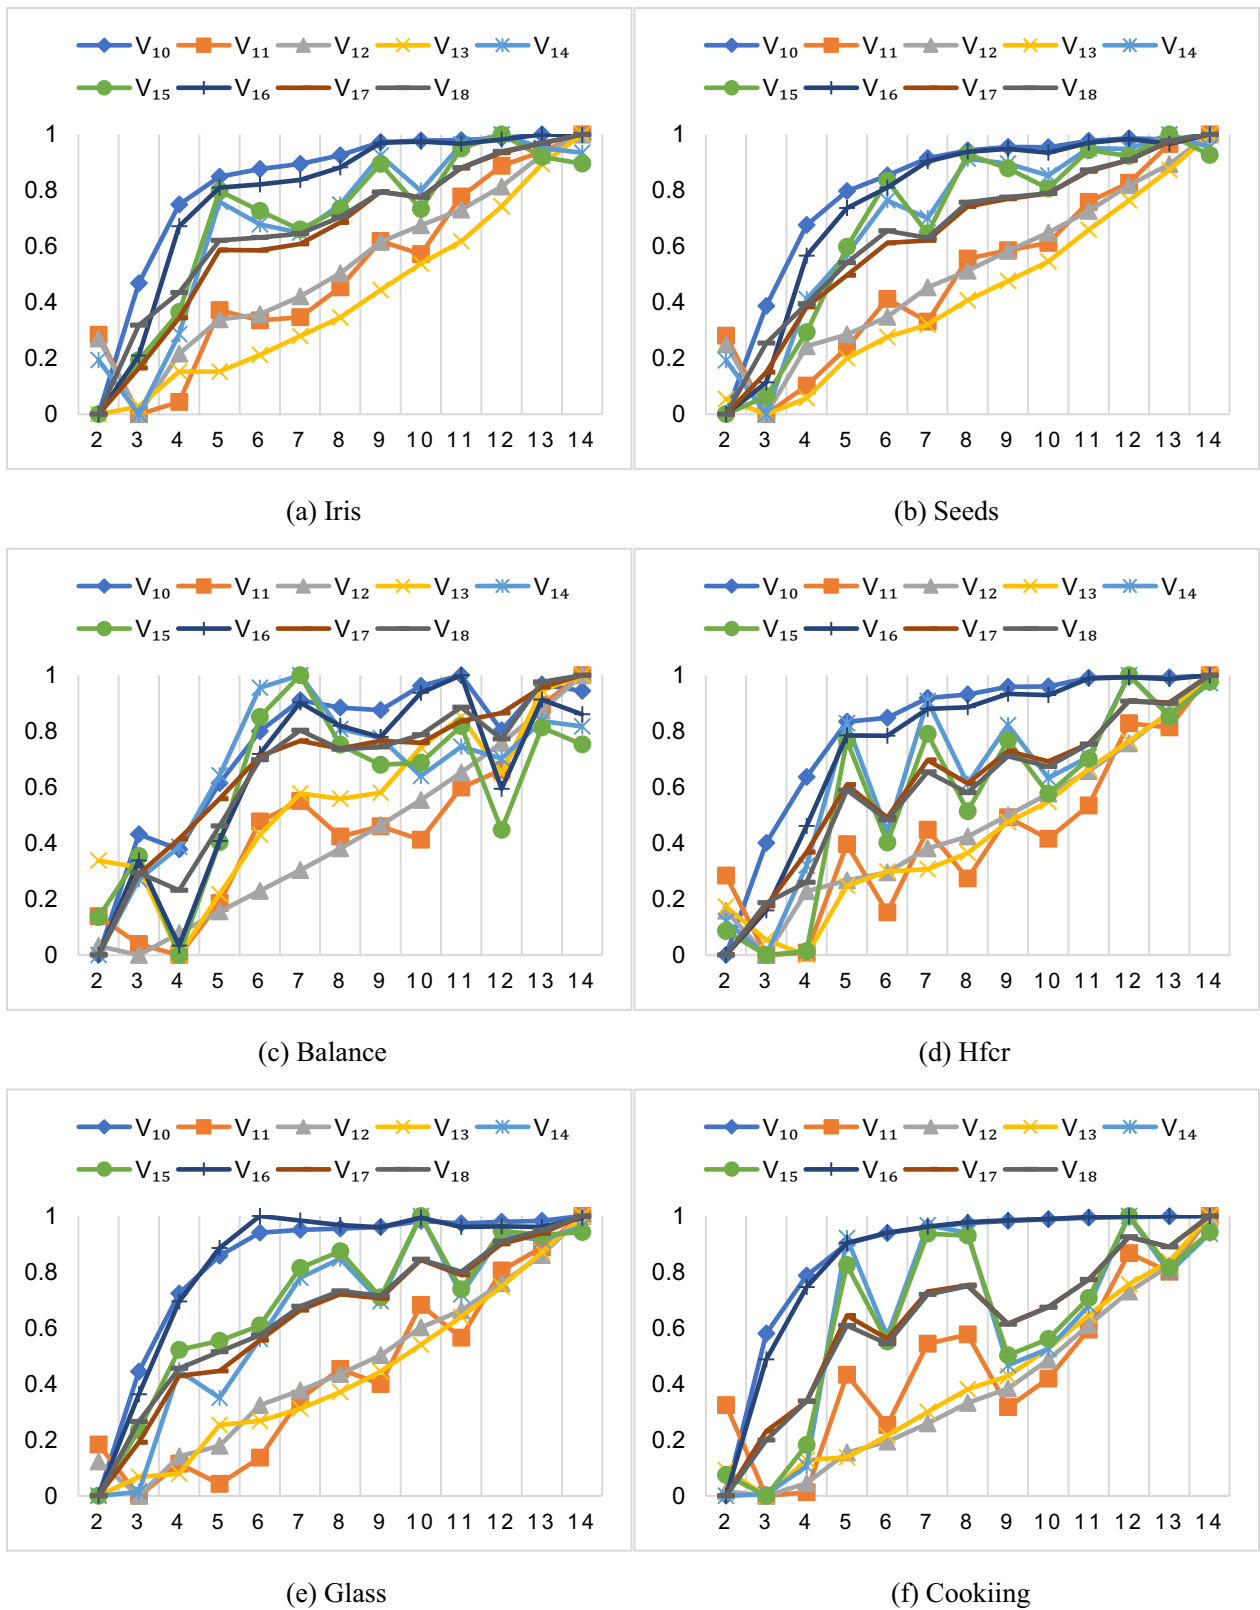 V₁₀ V₁₁ V₁₂ V₁₃ V₁₄
V₁₅ V₁₆ V₁₇ V₁₈
1
0.8
0.6
0.4
0.2
0
2 3 4 5 6 7 8 9 10 11 12 13 14
(a) Iris
V₁₀ V₁₁ V₁₂ V₁₃ V₁₄
V₁₅ V₁₆ V₁₇ V₁₈
1
0.8
0.6
0.4
0.2
0
2 3 4 5 6 7 8 9 10 11 12 13 14
(b) Seeds
V₁₀ V₁₁ V₁₂ V₁₃ V₁₄
V₁₅ V₁₆ V₁₇ V₁₈
1
0.8
0.6
0.4
0.2
0
2 3 4 5 6 7 8 9 10 11 12 13 14
(c) Balance
V₁₀ V₁₁ V₁₂ V₁₃ V₁₄
V₁₅ V₁₆ V₁₇ V₁₈
1
0.8
0.6
0.4
0.2
0
2 3 4 5 6 7 8 9 10 11 12 13 14
(d) Hfcr
V₁₀ V₁₁ V₁₂ V₁₃ V₁₄
V₁₅ V₁₆ V₁₇ V₁₈
1
0.8
0.6
0.4
0.2
0
2 3 4 5 6 7 8 9 10 11 12 13 14
(e) Glass
V₁₀ V₁₁ V₁₂ V₁₃ V₁₄
V₁₅ V₁₆ V₁₇ V₁₈
1
0.8
0.6
0.4
0.2
0
2 3 4 5 6 7 8 9 10 11 12 13 14
(f) Cookiing